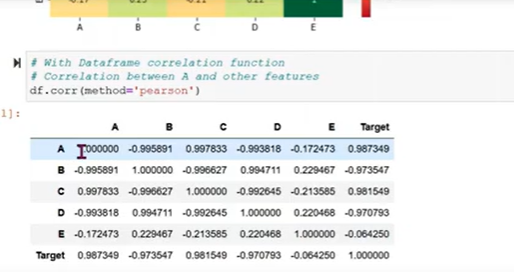 A B C D E
# With Dataframe correlation function
# Correlation between A and other features
df.corr(method='pearson')
1]:
A B C D E Target
A 000000 -0.995891 0.997833 -0.993818 -0.172473 0.987349
B -0.995891 1.000000 -0.996627 0.994711 0.229467 -0.973547
C 0.997833 -0.996627 1.000000 -0.992645 -0.213585 0.981549
D -0.993818 0.994711 -0.992645 1.000000 0.220468 -0.970793
E -0.172473 0.229467 -0.213585 0.220468 1.000000 -0.064250
Target 0.987349 -0.973547 0.981549 -0.970793 -0.064250 1.000000